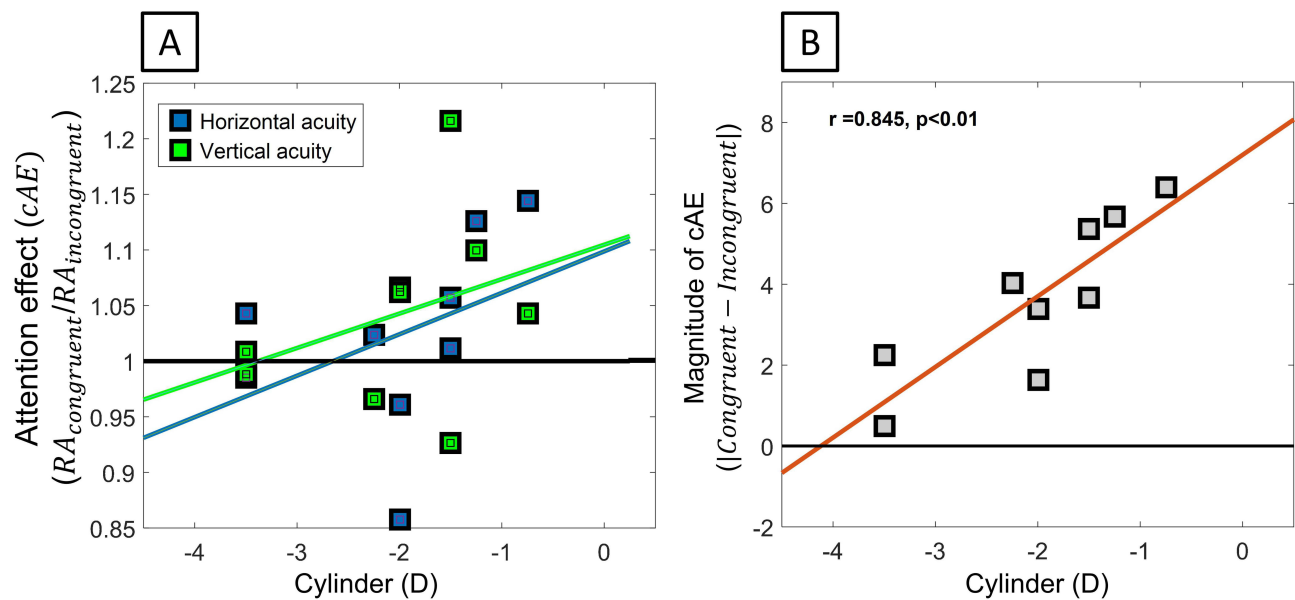 A
Attention effect (cAE)
(RAcongruent/RAincongruent)
1.25
1.2
1.15
1.1
1.05
1
0.95
0.9
0.85
Horizontal acuity
Vertical acuity
-4
-3
-2
-1
0
Cylinder (D)
B
Magnitude of cAE
(|Congruent − Incongruent|)
8
6
4
2
0
-2
r =0.845, p<0.01
-4
-3
-2
-1
0
Cylinder (D)